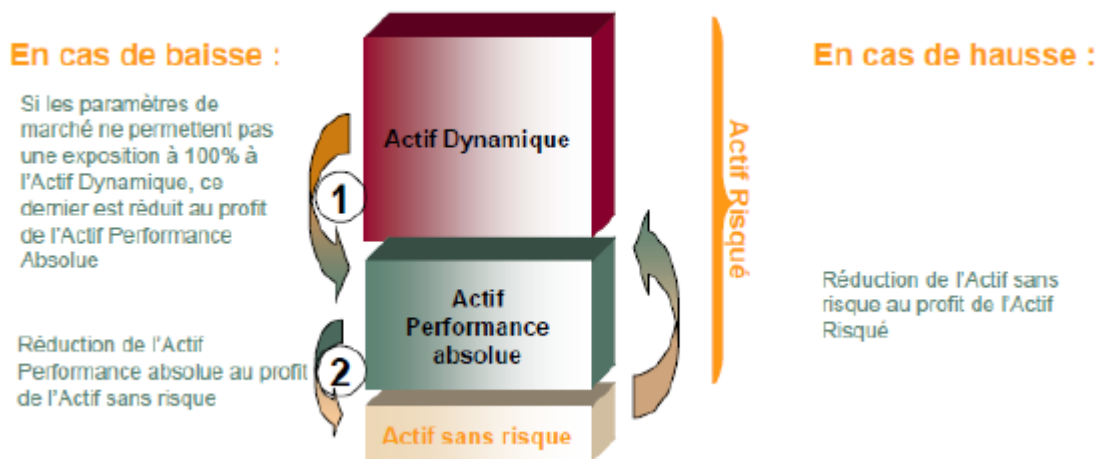 En cas de baisse :
Si les paramètres de
marché ne permettent pas
une exposition à 100% à
l'Actif Dynamique, ce
dernier est réduit au profit
de l'Actif Performance
Absolue
1
Réduction de l'Actif
Performance absolue au profit
de l'Actif sans risque
2
Actif Dynamique
Actif
Performance
absolue
Actif sans risque
Actif Risqué
En cas de hausse :
Réduction de l'Actif sans
risque au profit de l'Actif
Risqué